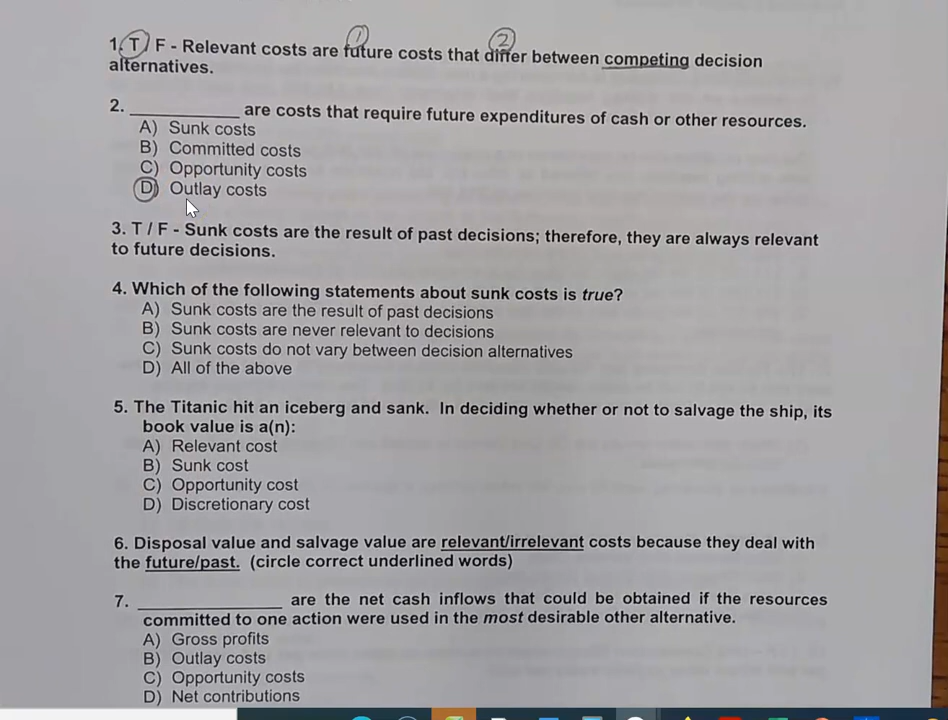 1. T / F - Relevant costs are future costs that differ between competing decision
alternatives.
1
2
2. __________ are costs that require future expenditures of cash or other resources.
A) Sunk costs
B) Committed costs
C) Opportunity costs
D) Outlay costs
3. T / F - Sunk costs are the result of past decisions; therefore, they are always relevant
to future decisions.
4. Which of the following statements about sunk costs is true?
A) Sunk costs are the result of past decisions
B) Sunk costs are never relevant to decisions
C) Sunk costs do not vary between decision alternatives
D) All of the above
5. The Titanic hit an iceberg and sank. In deciding whether or not to salvage the ship, its
book value is a(n):
A) Relevant cost
B) Sunk cost
C) Opportunity cost
D) Discretionary cost
6. Disposal value and salvage value are relevant/irrelevant costs because they deal with
the future/past. (circle correct underlined words)
7. _____________ are the net cash inflows that could be obtained if the resources
committed to one action were used in the most desirable other alternative.
A) Gross profits
B) Outlay costs
C) Opportunity costs
D) Net contributions